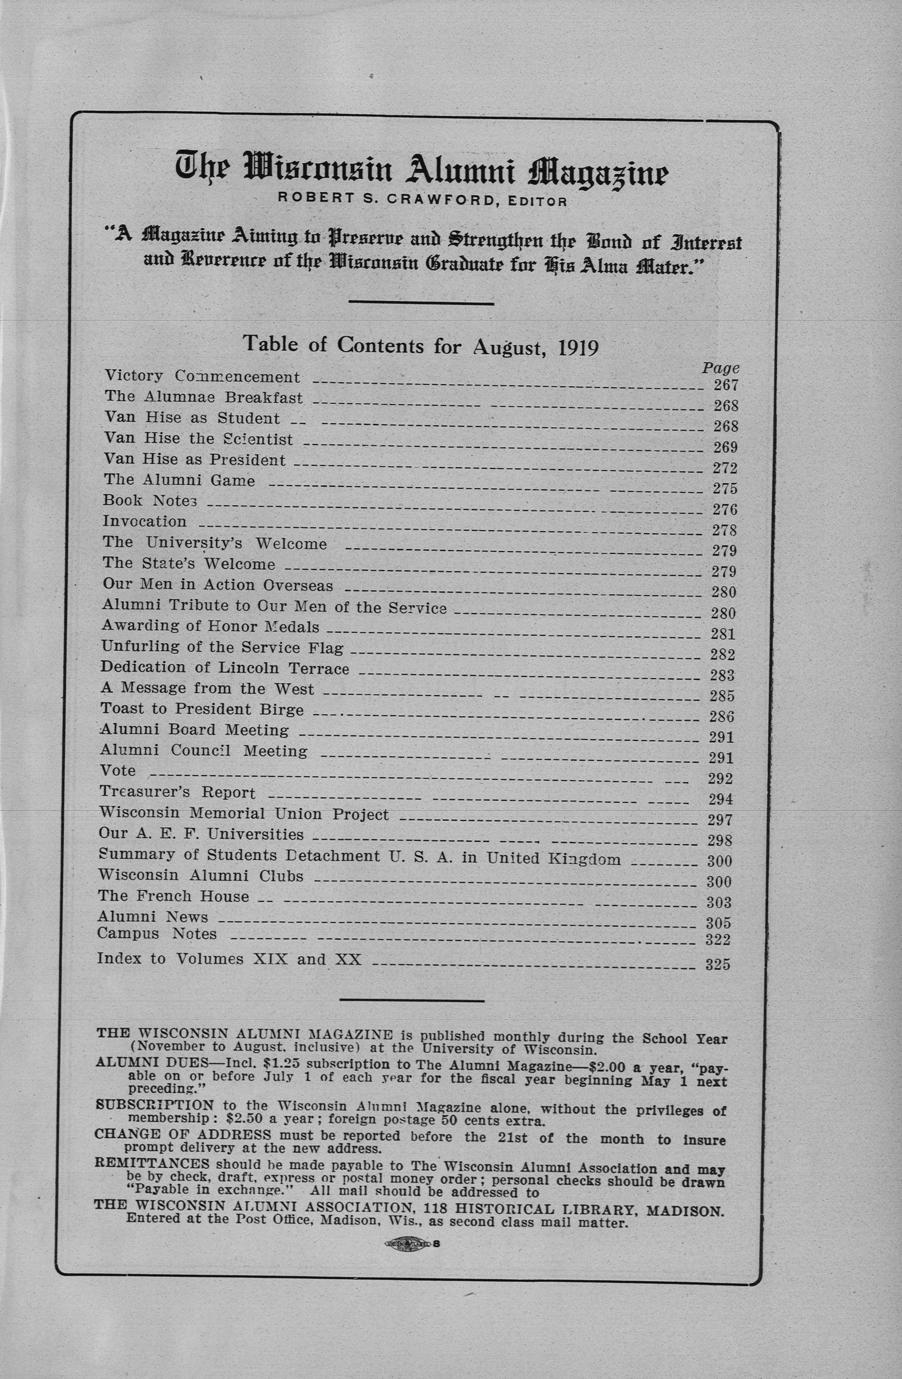 The Wisconsin Alumni Magazine
ROBERT S. CRAWFORD, EDITOR
"A Magazine Aiming to Preserve and Strengthen the Bond of Interest
and Reverence of the Wisconsin Graduate for His Alma Mater."
Table of Contents for August, 1919
Page
Victory Commencement 267
The Alumnae Breakfast 268
Van Hise as Student 268
Van Hise the Scientist 269
Van Hise as President 272
The Alumni Game 275
Book Notes 276
Invocation 278
The University's Welcome 279
The State's Welcome 279
Our Men in Action Overseas 280
Alumni Tribute to Our Men of the Service 280
Awarding of Honor Medals 281
Unfurling of the Service Flag 282
Dedication of Lincoln Terrace 283
A Message from the West 285
Toast to President Birge 286
Alumni Board Meeting 291
Alumni Council Meeting 291
Vote 292
Treasurer's Report 294
Wisconsin Memorial Union Project 297
Our A. E. F. Universities 298
Summary of Students Detachment U. S. A. in United Kingdom 300
Wisconsin Alumni Clubs 300
The French House 303
Alumni News 305
Campus Notes 322
Index to Volumes XIX and XX 325
THE WISCONSIN ALUMNI MAGAZINE is published monthly during the School Year
(November to August, inclusive) at the University of Wisconsin.
ALUMNI DUES—Incl. $1.25 subscription to The Alumni Magazine—$2.00 a year, "pay-
able on or before July 1 of each year for the fiscal year beginning May 1 next
preceding."
SUBSCRIPTION to the Wisconsin Alumni Magazine alone, without the privileges of
membership: $2.50 a year; foreign postage 50 cents extra.
CHANGE OF ADDRESS must be reported before the 21st of the month to insure
prompt delivery at the new address.
REMITTANCES should be made payable to The Wisconsin Alumni Association and may
be by check, draft, express or postal money order; personal checks should be drawn
"Payable in exchange." All mail should be addressed to
THE WISCONSIN ALUMNI ASSOCIATION, 118 HISTORICAL LIBRARY, MADISON.
Entered at the Post Office, Madison, Wis., as second class mail matter.
8